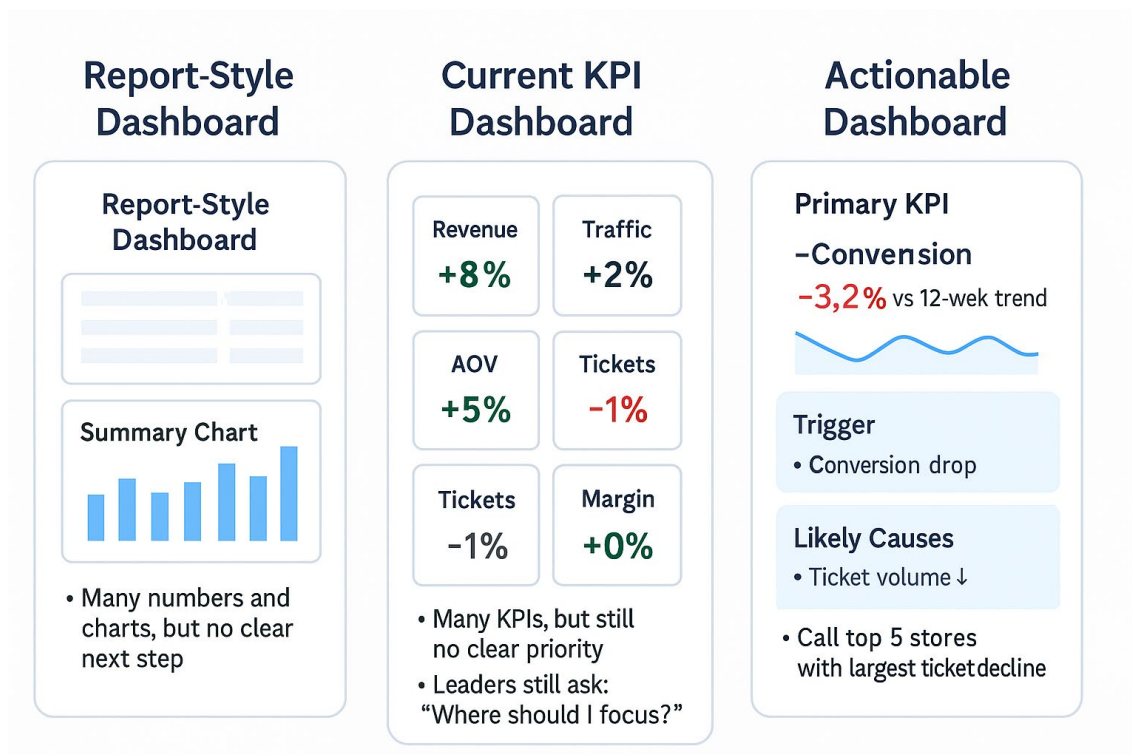 Report-Style
Dashboard
Report-Style
Dashboard
Summary Chart
• Many numbers and
charts, but no clear
next step
Current KPI
Dashboard
Revenue
+8%
Traffic
+2%
AOV
+5%
Tickets
-1%
Tickets
-1%
Margin
+0%
• Many KPIs, but still
no clear priority
• Leaders still ask:
“Where should I focus?”
Actionable
Dashboard
Primary KPI
–Conversion
–3,2% vs 12-wek trend
Trigger
• Conversion drop
Likely Causes
• Ticket volume↓
• Call top 5 stores
with largest ticketdecline